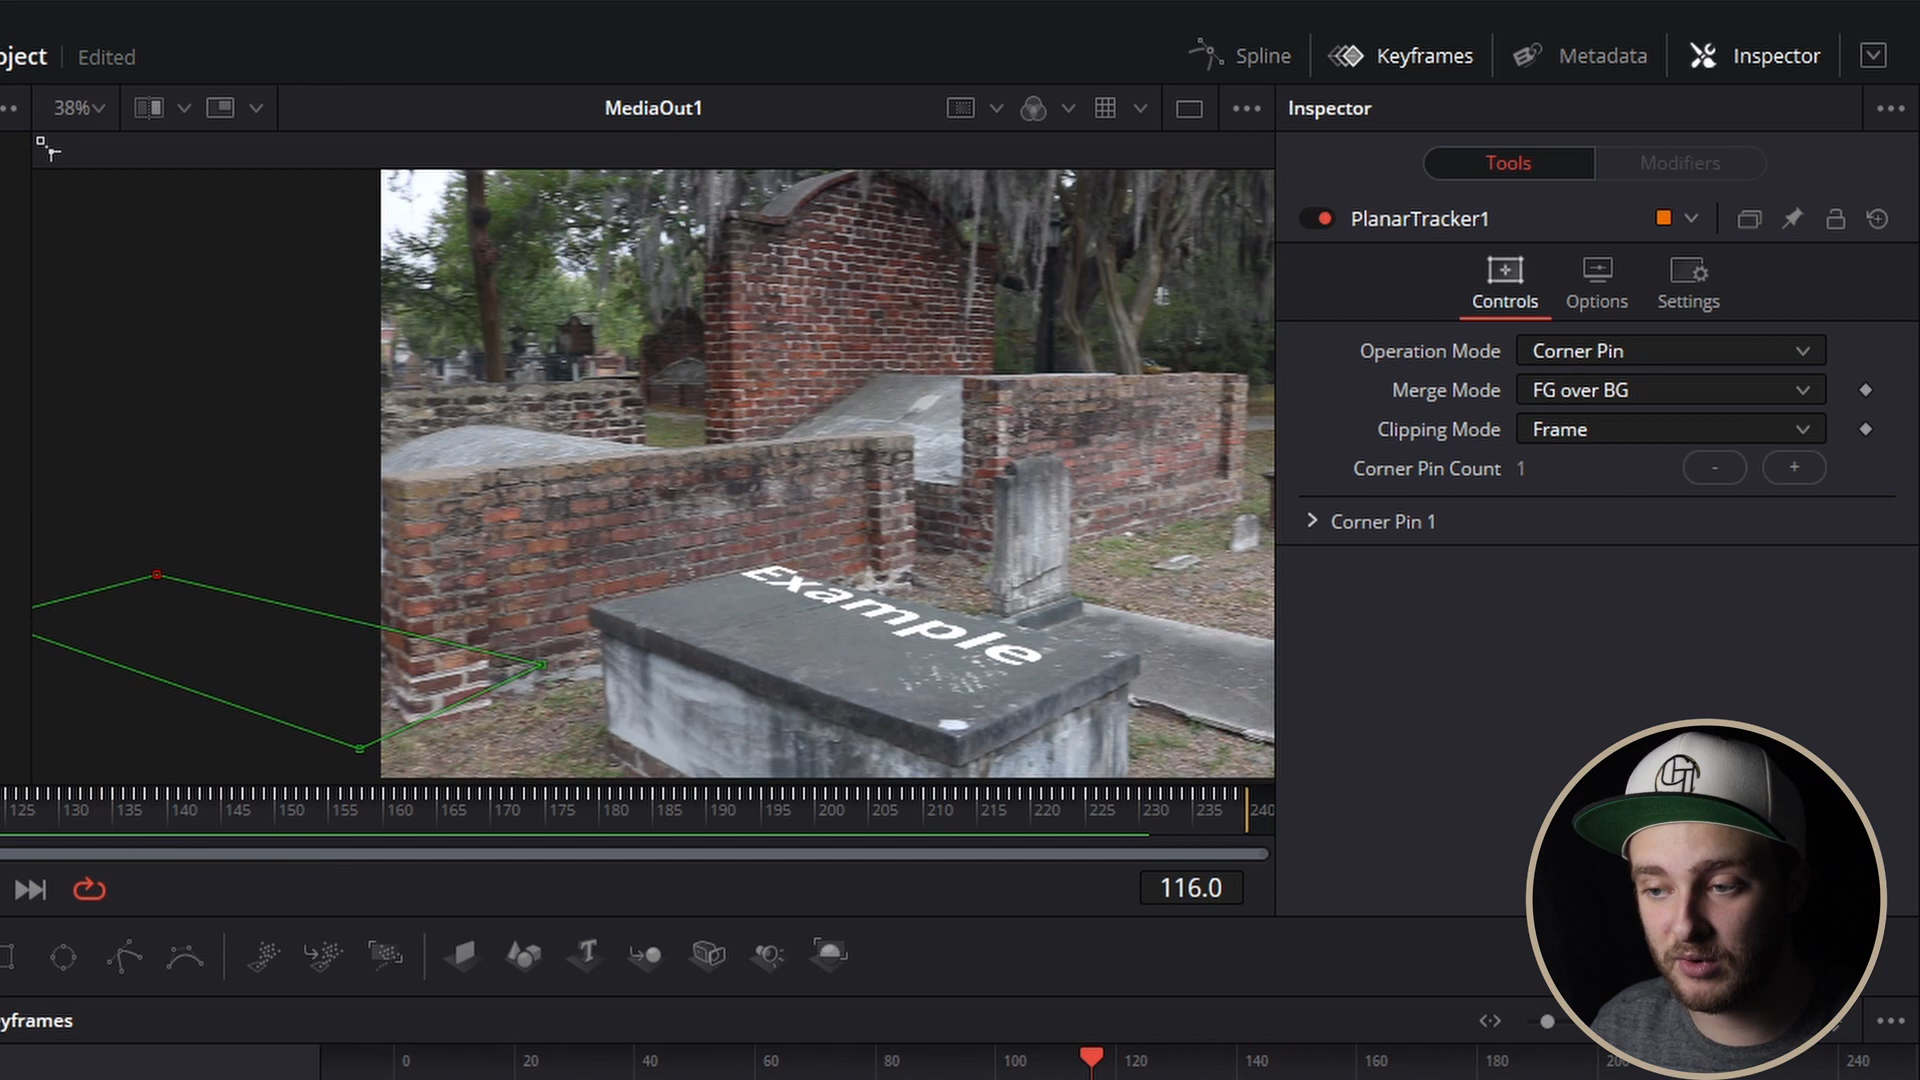 oject
Edited
Spline
Keyframes
Metadata
Inspector
38%
MediaOut1
Inspector
Tools
Modifiers
PlanarTracker1
Controls
Options
Settings
Operation Mode
Corner Pin
Merge Mode
FG over BG
Clipping Mode
Frame
Corner Pin Count 1
-
+
Corner Pin 1
Example
125 130 135 140 145 150 155 160 165 170 175 180 185 190 195 200 205 210 215 220 225 230 235 240
116.0
T
yframes
0 20 40 60 80 100 120 140 160 180 200 240